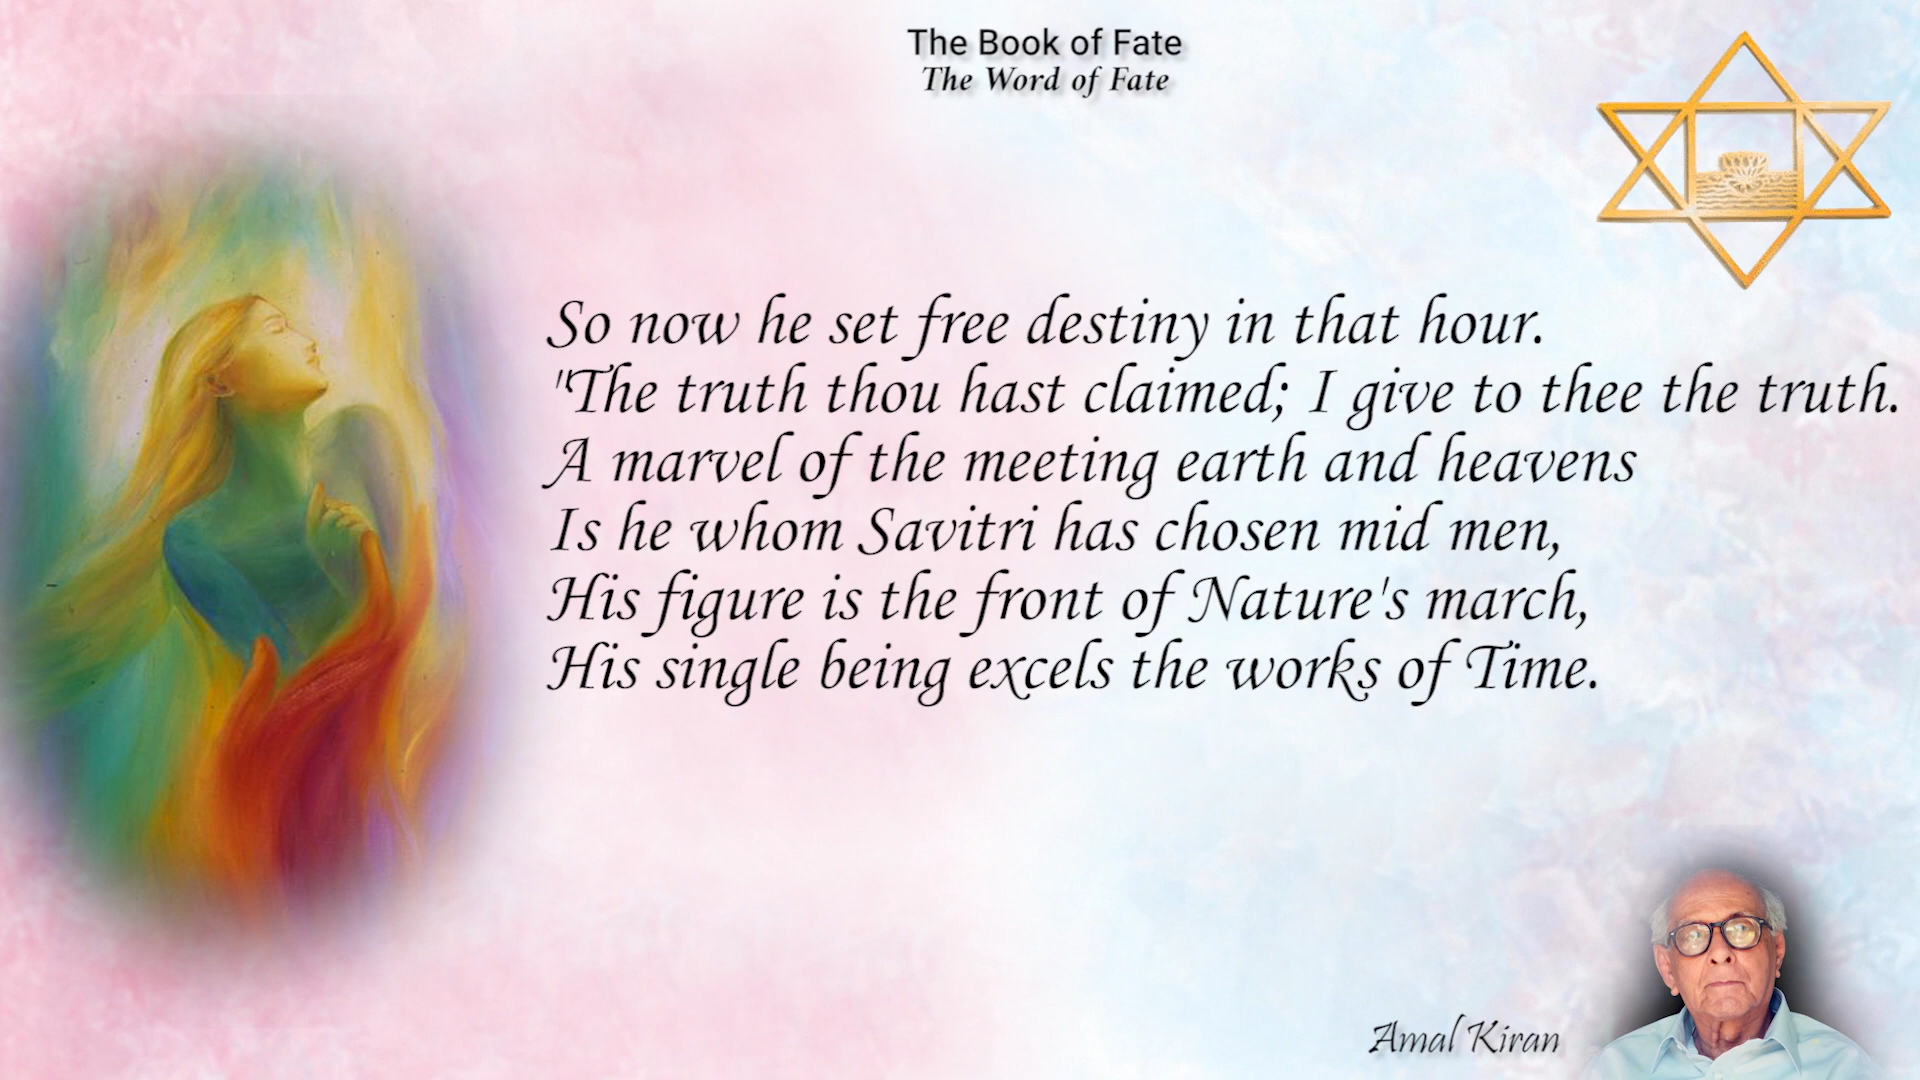 The Book of Fate
The Word of Fate
So now he set free destiny in that hour.
"The truth thou hast claimed; I give to thee the truth.
A marvel of the meeting earth and heavens
Is he whom Savitri has chosen mid men,
His figure is the front of Nature's march,
His single being excels the works of Time.
Amal Kiran